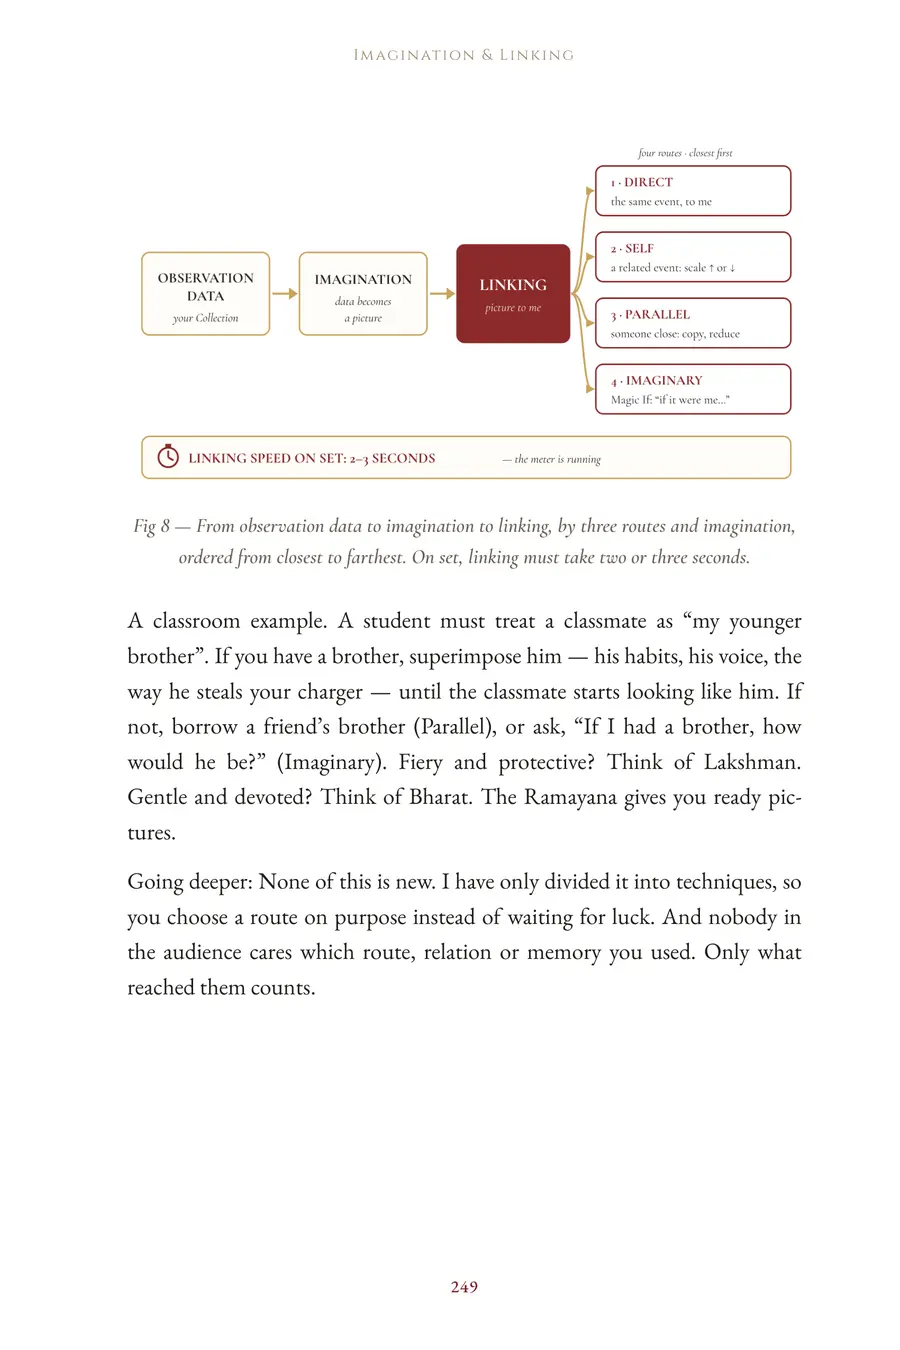 IMAGINATION & LINKING
four routes · closest first
OBSERVATION
DATA
your Collection
IMAGINATION
data becomes
a picture
LINKING
picture to me
1 · DIRECT
the same event, to me
2 · SELF
a related event: scale ↑ or ↓
3 · PARALLEL
someone close: copy, reduce
4 · IMAGINARY
Magic If: “if it were me...”
LINKING SPEED ON SET: 2–3 SECONDS — the meter is running
Fig 8 — From observation data to imagination to linking, by three routes and imagination,
ordered from closest to farthest. On set, linking must take two or three seconds.
A classroom example. A student must treat a classmate as “my younger
brother”. If you have a brother, superimpose him — his habits, his voice, the
way he steals your charger — until the classmate starts looking like him. If
not, borrow a friend’s brother (Parallel), or ask, “If I had a brother, how
would he be?” (Imaginary). Fiery and protective? Think of Lakshman.
Gentle and devoted? Think of Bharat. The Ramayana gives you ready pic-
tures.
Going deeper: None of this is new. I have only divided it into techniques, so
you choose a route on purpose instead of waiting for luck. And nobody in
the audience cares which route, relation or memory you used. Only what
reached them counts.
249